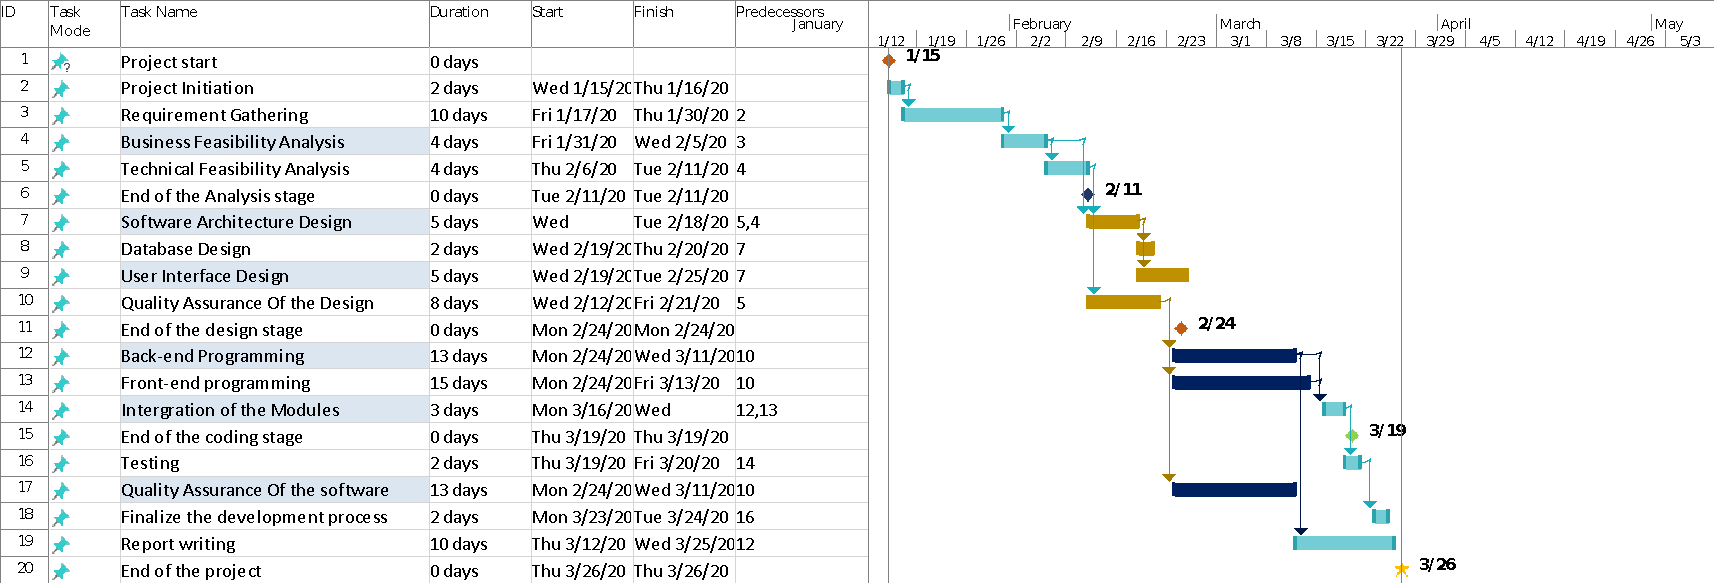 ID Task Mode Task Name Duration Start Finish Predecessors
January February March April May
1/12 1/19 1/26 2/2 2/9 2/16 2/23 3/1 3/8 3/15 3/22 3/29 4/5 4/12 4/19 4/26 5/3
1 Project start 0 days 1/15
2 Project Initiation 2 days Wed 1/15/20 Thu 1/16/20
3 Requirement Gathering 10 days Fri 1/17/20 Thu 1/30/20 2
4 Business Feasibility Analysis 4 days Fri 1/31/20 Wed 2/5/20 3
5 Technical Feasibility Analysis 4 days Thu 2/6/20 Tue 2/11/20 4
6 End of the Analysis stage 0 days Tue 2/11/20 Tue 2/11/20 2/11
7 Software Architecture Design 5 days Wed Tue 2/18/20 5,4
8 Database Design 2 days Wed 2/19/20 Thu 2/20/20 7
9 User Interface Design 5 days Wed 2/19/20 Tue 2/25/20 7
10 Quality Assurance Of the Design 8 days Wed 2/12/20 Fri 2/21/20 5
11 End of the design stage 0 days Mon 2/24/20 Mon 2/24/20 2/24
12 Back-end Programming 13 days Mon 2/24/20 Wed 3/11/20 10
13 Front-end programming 15 days Mon 2/24/20 Fri 3/13/20 10
14 Intergration of the Modules 3 days Mon 3/16/20 Wed 12,13
15 End of the coding stage 0 days Thu 3/19/20 Thu 3/19/20 3/19
16 Testing 2 days Thu 3/19/20 Fri 3/20/20 14
17 Quality Assurance Of the software 13 days Mon 2/24/20 Wed 3/11/20 10
18 Finalize the development process 2 days Mon 3/23/20 Tue 3/24/20 16
19 Report writing 10 days Thu 3/12/20 Wed 3/25/20 12
20 End of the project 0 days Thu 3/26/20 Thu 3/26/20 3/26